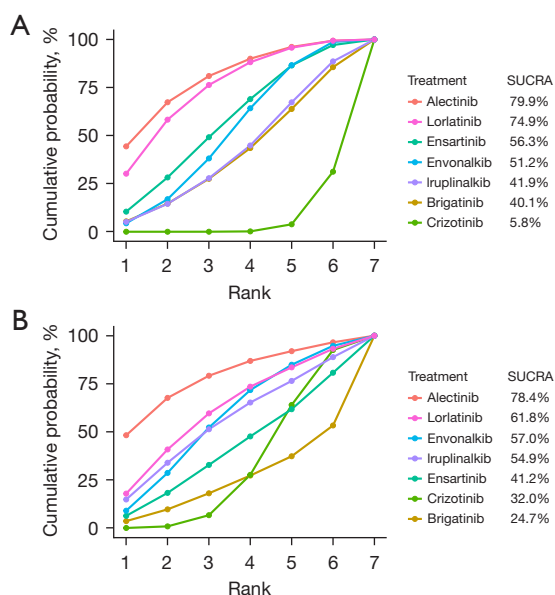 A
Cumulative probability, %
100
75
50
25
0
1 2 3 4 5 6 7
Rank
Treatment SUCRA
Alectinib 79.9%
Lorlatinib 74.9%
Ensartinib 56.3%
Envonalkib 51.2%
Iruplinalkib 41.9%
Brigatinib 40.1%
Crizotinib 5.8%
B
Cumulative probability, %
100
75
50
25
0
1 2 3 4 5 6 7
Rank
Treatment SUCRA
Alectinib 78.4%
Lorlatinib 61.8%
Envonalkib 57.0%
Iruplinalkib 54.9%
Ensartinib 41.2%
Crizotinib 32.0%
Brigatinib 24.7%